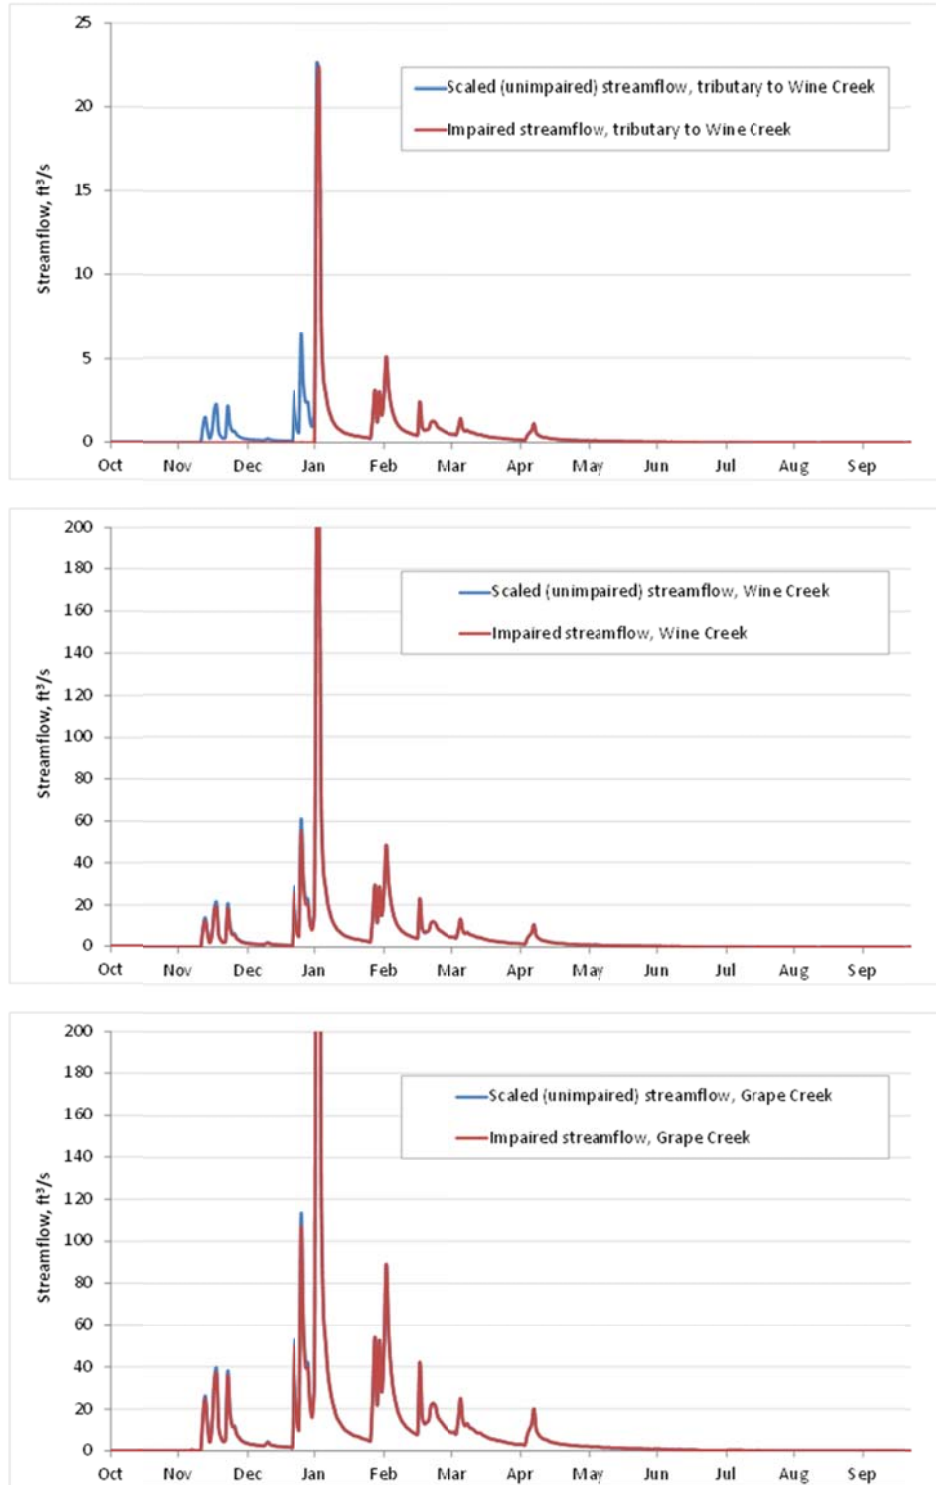 25
20
15
10
5
0
Streamflow, ft³/s
Scaled (unimpaired) streamflow, tributary to Wine Creek
Impaired streamflow, tributary to Wine Creek
Oct Nov Dec Jan Feb Mar Apr May Jun Jul Aug Sep
200
180
160
140
120
100
80
60
40
20
0
Streamflow, ft³/s
Scaled (unimpaired) streamflow, Wine Creek
Impaired streamflow, Wine Creek
Oct Nov Dec Jan Feb Mar Apr May Jun Jul Aug Sep
200
180
160
140
120
100
80
60
40
20
0
Streamflow, ft³/s
Scaled (unimpaired) streamflow, Grape Creek
Impaired streamflow, Grape Creek
Oct Nov Dec Jan Feb Mar Apr May Jun Jul Aug Sep